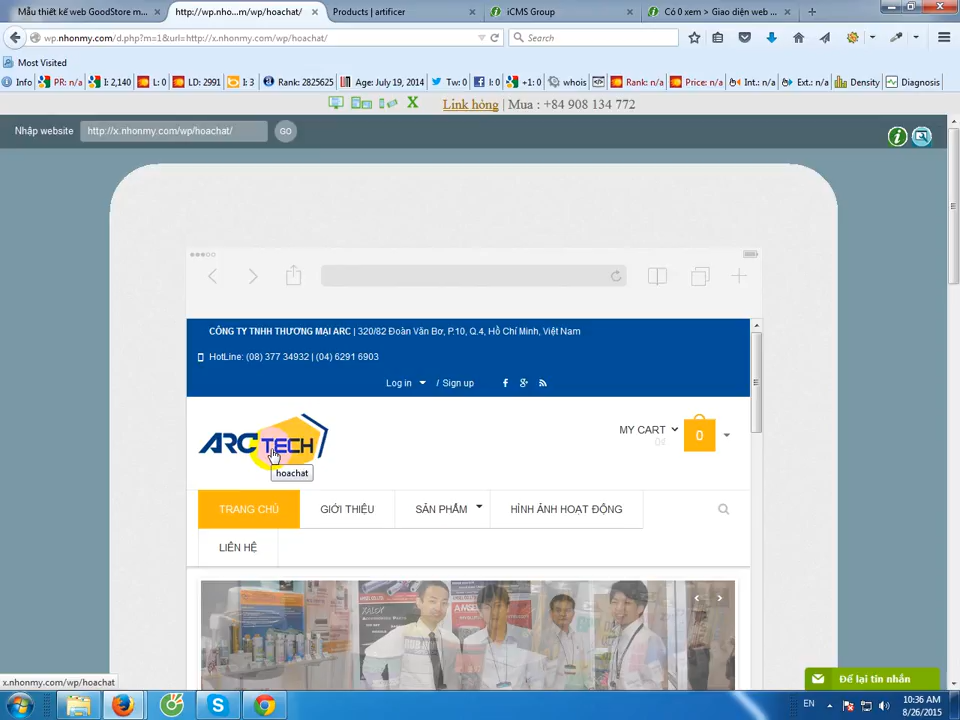 Mẫu thiết kế web GoodStore m...
http://wp.nho...m/wp/hoachat/
Products | artificer
iCMS Group
Có 0 xem > Giao diện web ...
wp.nhonmy.com/d.php?m=1&url=http://x.nhonmy.com/wp/hoachat/
Search
Most Visited
Info
PR: n/a
I: 2,140
L: 0
LD: 2991
I: 3
Rank: 2825625
Age: July 19, 2014
Tw: 0
I: 0
+1: 0
whois
Rank: n/a
Price: n/a
Int.: n/a
Ext.: n/a
Density
Diagnosis
Link hỏng | Mua : +84 908 134 772
Nhập website
http://x.nhonmy.com/wp/hoachat/
GO
CÔNG TY TNHH THƯƠNG MẠI ARC | 320/82 Đoàn Văn Bơ, P.10, Q.4, Hồ Chí Minh, Việt Nam
HotLine: (08) 377 34932 | (04) 6291 6903
Log in / Sign up
ARCTECH
MY CART
0₫
0
hoachat
TRANG CHỦ
GIỚI THIỆU
SẢN PHẨM
HÌNH ẢNH HOẠT ĐỘNG
LIÊN HỆ
x.nhonmy.com/wp/hoachat
Để lại tin nhắn
EN
10:36 AM
8/26/2015